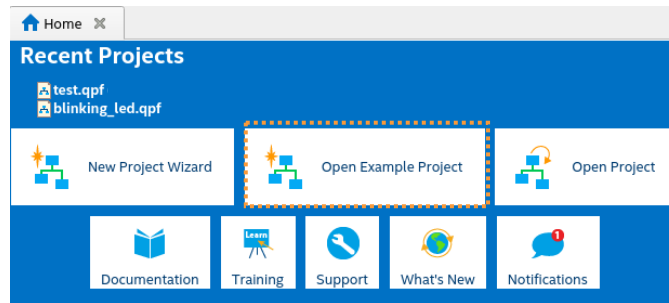 Home
Recent Projects
test.qpf
blinking_led.qpf
New Project Wizard
Open Example Project
Open Project
Learn
1
Documentation
Training
Support
What's New
Notifications